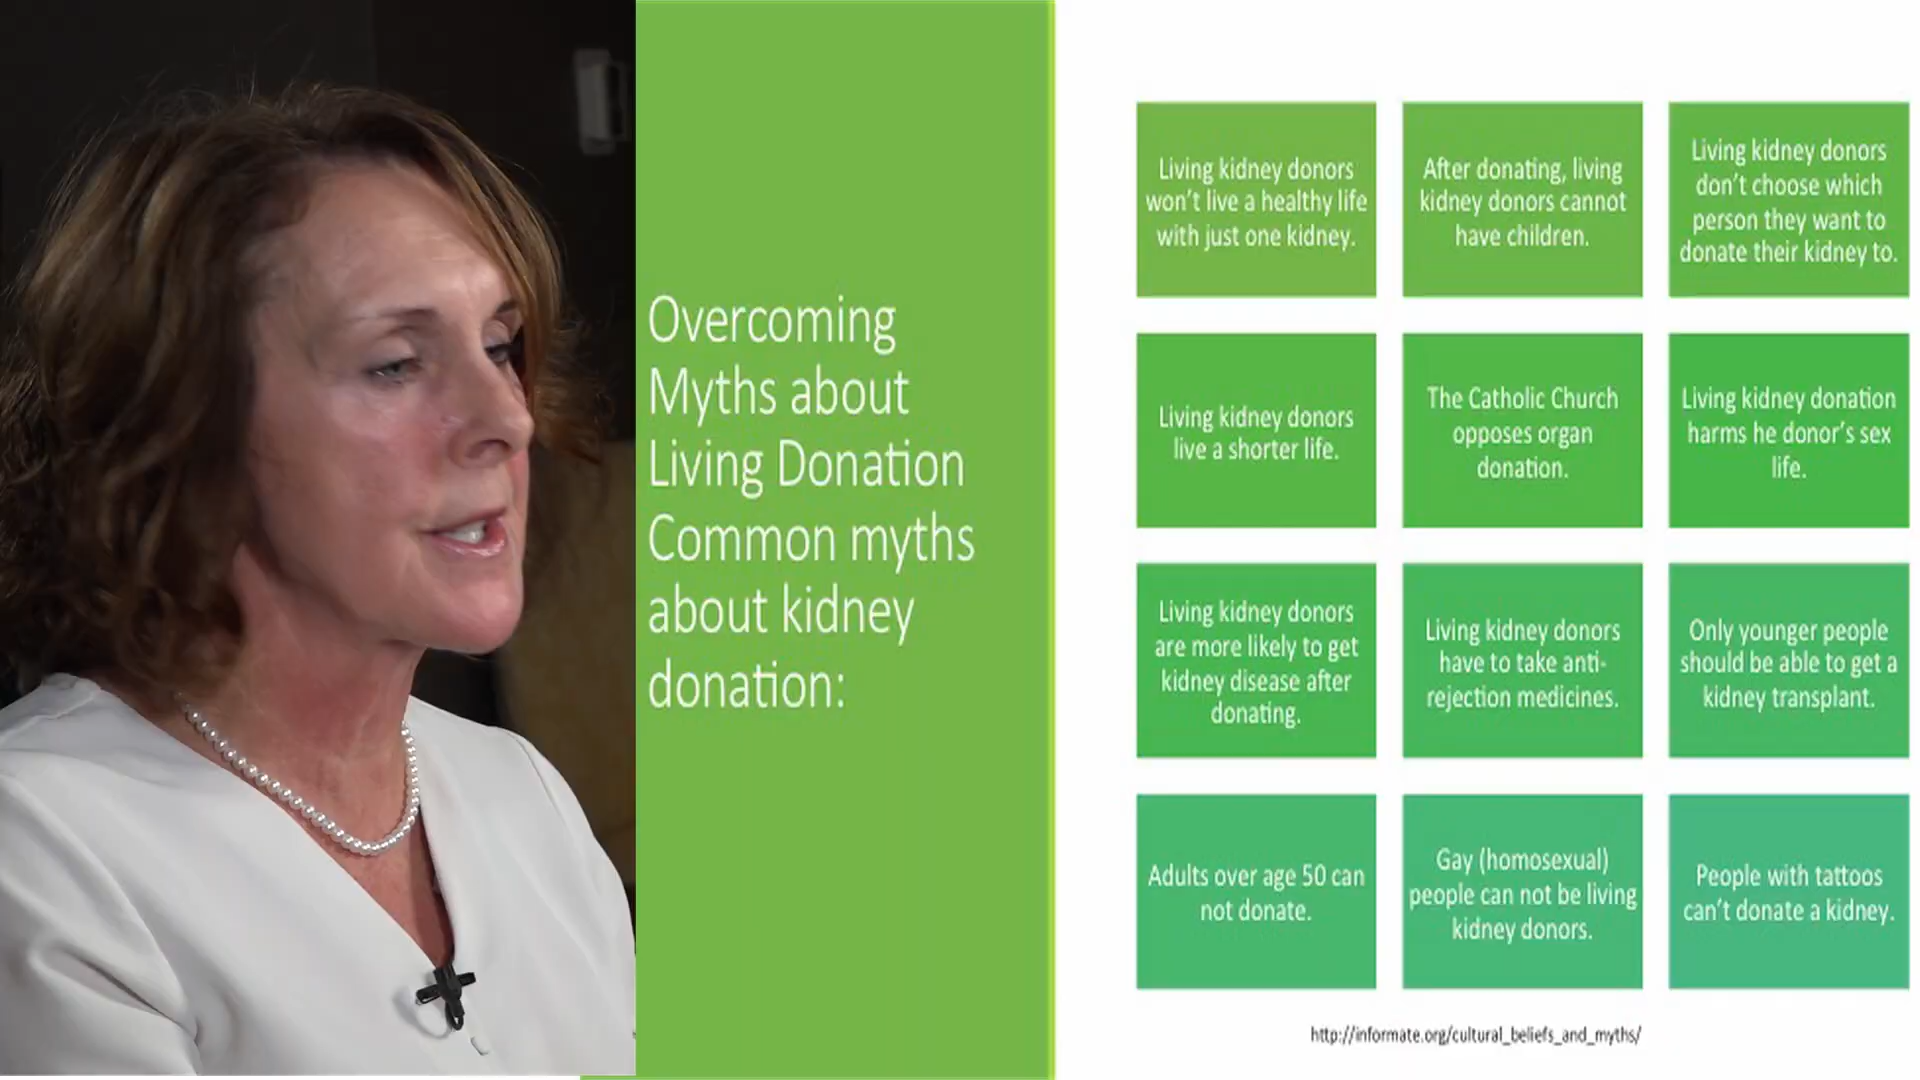 Overcoming
Myths about
Living Donation
Common myths
about kidney
donation:
Living kidney donors
won't live a healthy life
with just one kidney.
After donating, living
kidney donors cannot
have children.
Living kidney donors
don't choose which
person they want to
donate their kidney to.
Living kidney donors
live a shorter life.
The Catholic Church
opposes organ
donation.
Living kidney donation
harms he donor's sex
life.
Living kidney donors
are more likely to get
kidney disease after
donating.
Living kidney donors
have to take anti-
rejection medicines.
Only younger people
should be able to get a
kidney transplant.
Adults over age 50 can
not donate.
Gay (homosexual)
people can not be living
kidney donors.
People with tattoos
can't donate a kidney.
http://informate.org/cultural_beliefs_and_myths/